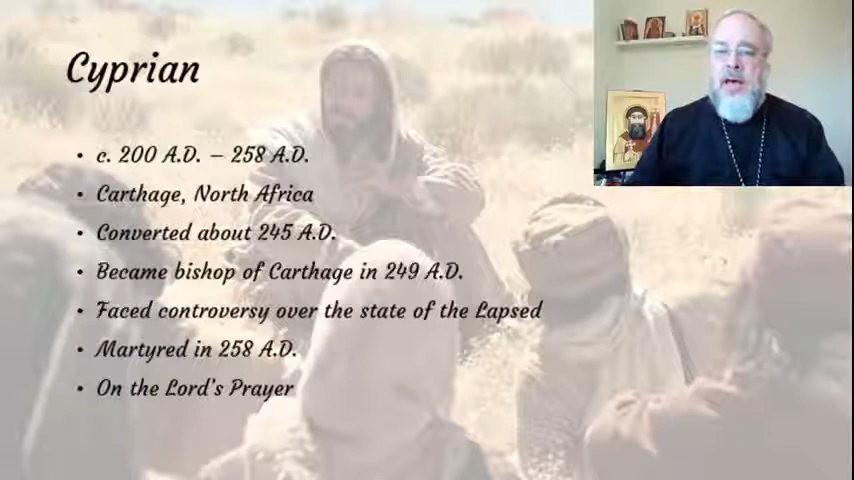 Cyprian
• c. 200 A.D. – 258 A.D.
• Carthage, North Africa
• Converted about 245 A.D.
• Became bishop of Carthage in 249 A.D.
• Faced controversy over the state of the Lapsed
• Martyred in 258 A.D.
• On the Lord's Prayer